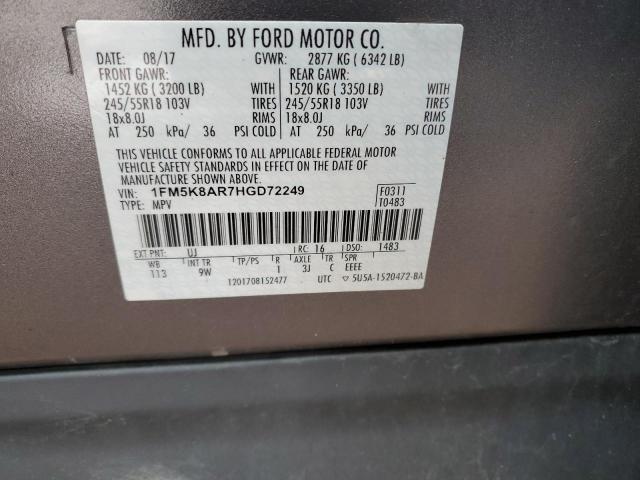 MFD. BY FORD MOTOR CO.
DATE: 08/17 GVWR: 2877 KG ( 6342 LB)
FRONT GAWR: REAR GAWR:
1452 KG ( 3200 LB) WITH 1520 KG ( 3350 LB) WITH
245/55R18 103V TIRES 245/55R18 103V TIRES
18x8.0J RIMS 18x8.0J RIMS
AT 250 kPa/ 36 PSI COLD AT 250 kPa/ 36 PSI COLD
THIS VEHICLE CONFORMS TO ALL APPLICABLE FEDERAL MOTOR
VEHICLE SAFETY STANDARDS IN EFFECT ON THE DATE OF
MANUFACTURE SHOWN ABOVE.
VIN: 1FM5K8AR7HGD72249 F0311
TYPE: MPV T0483
EXT PNT: UJ RC: 16 DSO: 1483
WB INT TR TP/PS R AXLE TR SPR
113 9W 1 3J C EEEE
1201708152477 UTC ▽ 5U5A-1520472-BA